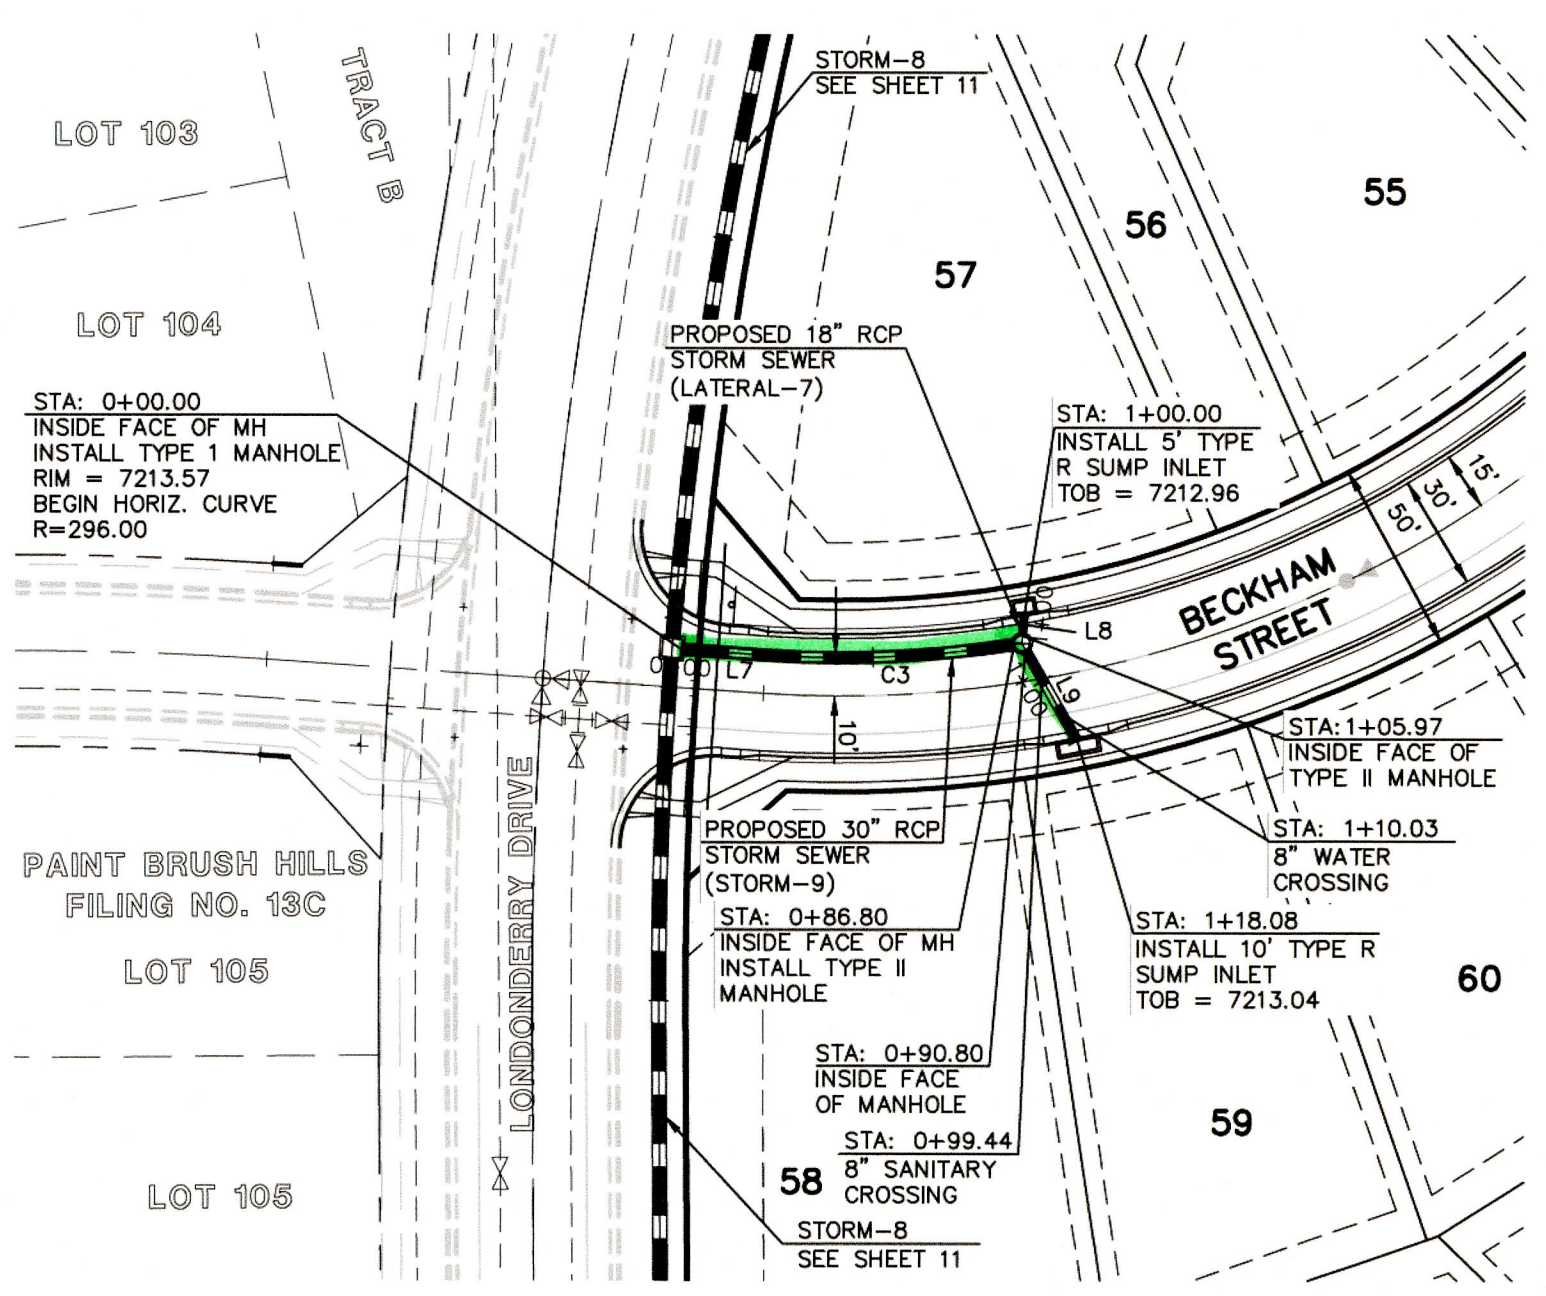 STORM-8
SEE SHEET 11
TRACT B
LOT 103
55
56
57
LOT 104
PROPOSED 18" RCP
STORM SEWER
(LATERAL-7)
STA: 0+00.00
INSIDE FACE OF MH
INSTALL TYPE 1 MANHOLE
RIM = 7213.57
BEGIN HORIZ. CURVE
R=296.00
STA: 1+00.00
INSTALL 5' TYPE
R SUMP INLET
TOB = 7212.96
15'
30'
50'
BECKHAM
STREET
L8
L7
C3
L9
10'
STA: 1+05.97
INSIDE FACE OF
TYPE II MANHOLE
LONDONDERRY DRIVE
PROPOSED 30" RCP
STORM SEWER
(STORM-9)
STA: 1+10.03
8" WATER
CROSSING
PAINT BRUSH HILLS
FILING NO. 13C
LOT 105
STA: 0+86.80
INSIDE FACE OF MH
INSTALL TYPE II
MANHOLE
STA: 1+18.08
INSTALL 10' TYPE R
SUMP INLET
TOB = 7213.04
60
STA: 0+90.80
INSIDE FACE
OF MANHOLE
59
STA: 0+99.44
8" SANITARY
CROSSING
58
LOT 105
STORM-8
SEE SHEET 11